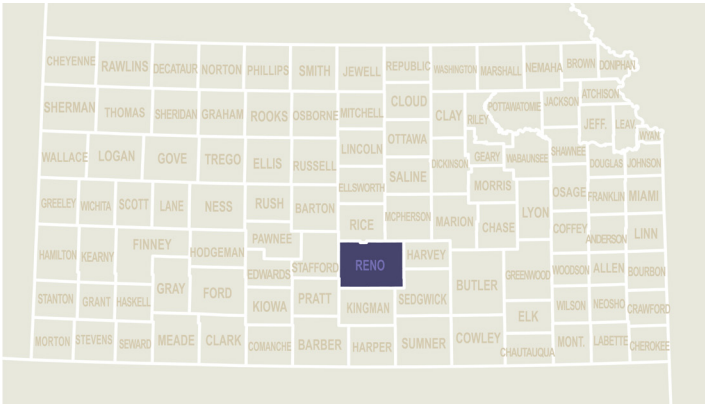 CHEYENNE RAWLINS DECATAUR NORTON PHILLIPS SMITH JEWELL REPUBLIC WASHINGTON MARSHALL NEMAHA BROWN DONIPHAN
ATCHISON
SHERMAN THOMAS SHERIDAN GRAHAM ROOKS OSBORNE MITCHELL CLOUD CLAY RILEY POTTAWATOME JACKSON JEFF. LEAV WYAN.
WALLACE LOGAN GOVE TREGO ELLIS RUSSELL LINCOLN OTTAWA DICKINSON GEARY WABAUNSEE SHAWNEE DOUGLAS JOHNSON
ELLSWORTH SALINE MORRIS
GREELEY WICHITA SCOTT LANE NESS RUSH BARTON RICE MCPHERSON MARION CHASE LYON OSAGE FRANKLIN MIAMI
COFFEY ANDERSON LINN
HAMILTON KEARNY FINNEY HODGEMAN PAWNEE STAFFORD RENO HARVEY BUTLER GREENWOOD WOODSON ALLEN BOURBON
EDWARDS
STANTON GRANT HASKELL GRAY FORD KIOWA PRATT KINGMAN SEDGWICK ELK WILSON NEOSHO CRAWFORD
MORTON STEVENS SEWARD MEADE CLARK COMANCHE BARBER HARPER SUMNER COWLEY CHAUTAUQUA MONT. LABETTE CHEROKEE